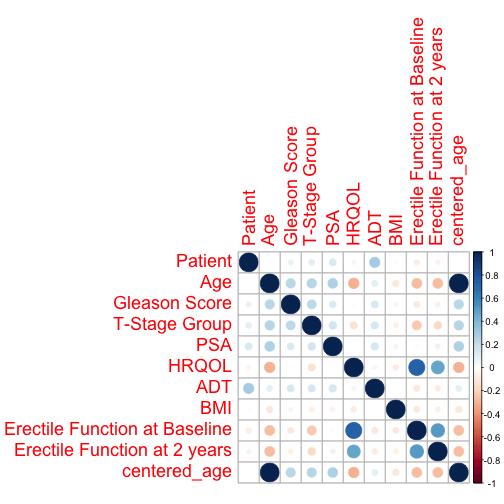 Patient
Age
Gleason Score
T-Stage Group
PSA
HRQOL
ADT
BMI
Erectile Function at Baseline
Erectile Function at 2 years
centered_age
Patient
Age
Gleason Score
T-Stage Group
PSA
HRQOL
ADT
BMI
Erectile Function at Baseline
Erectile Function at 2 years
centered_age
1
0.8
0.6
0.4
0.2
0
-0.2
-0.4
-0.6
-0.8
-1